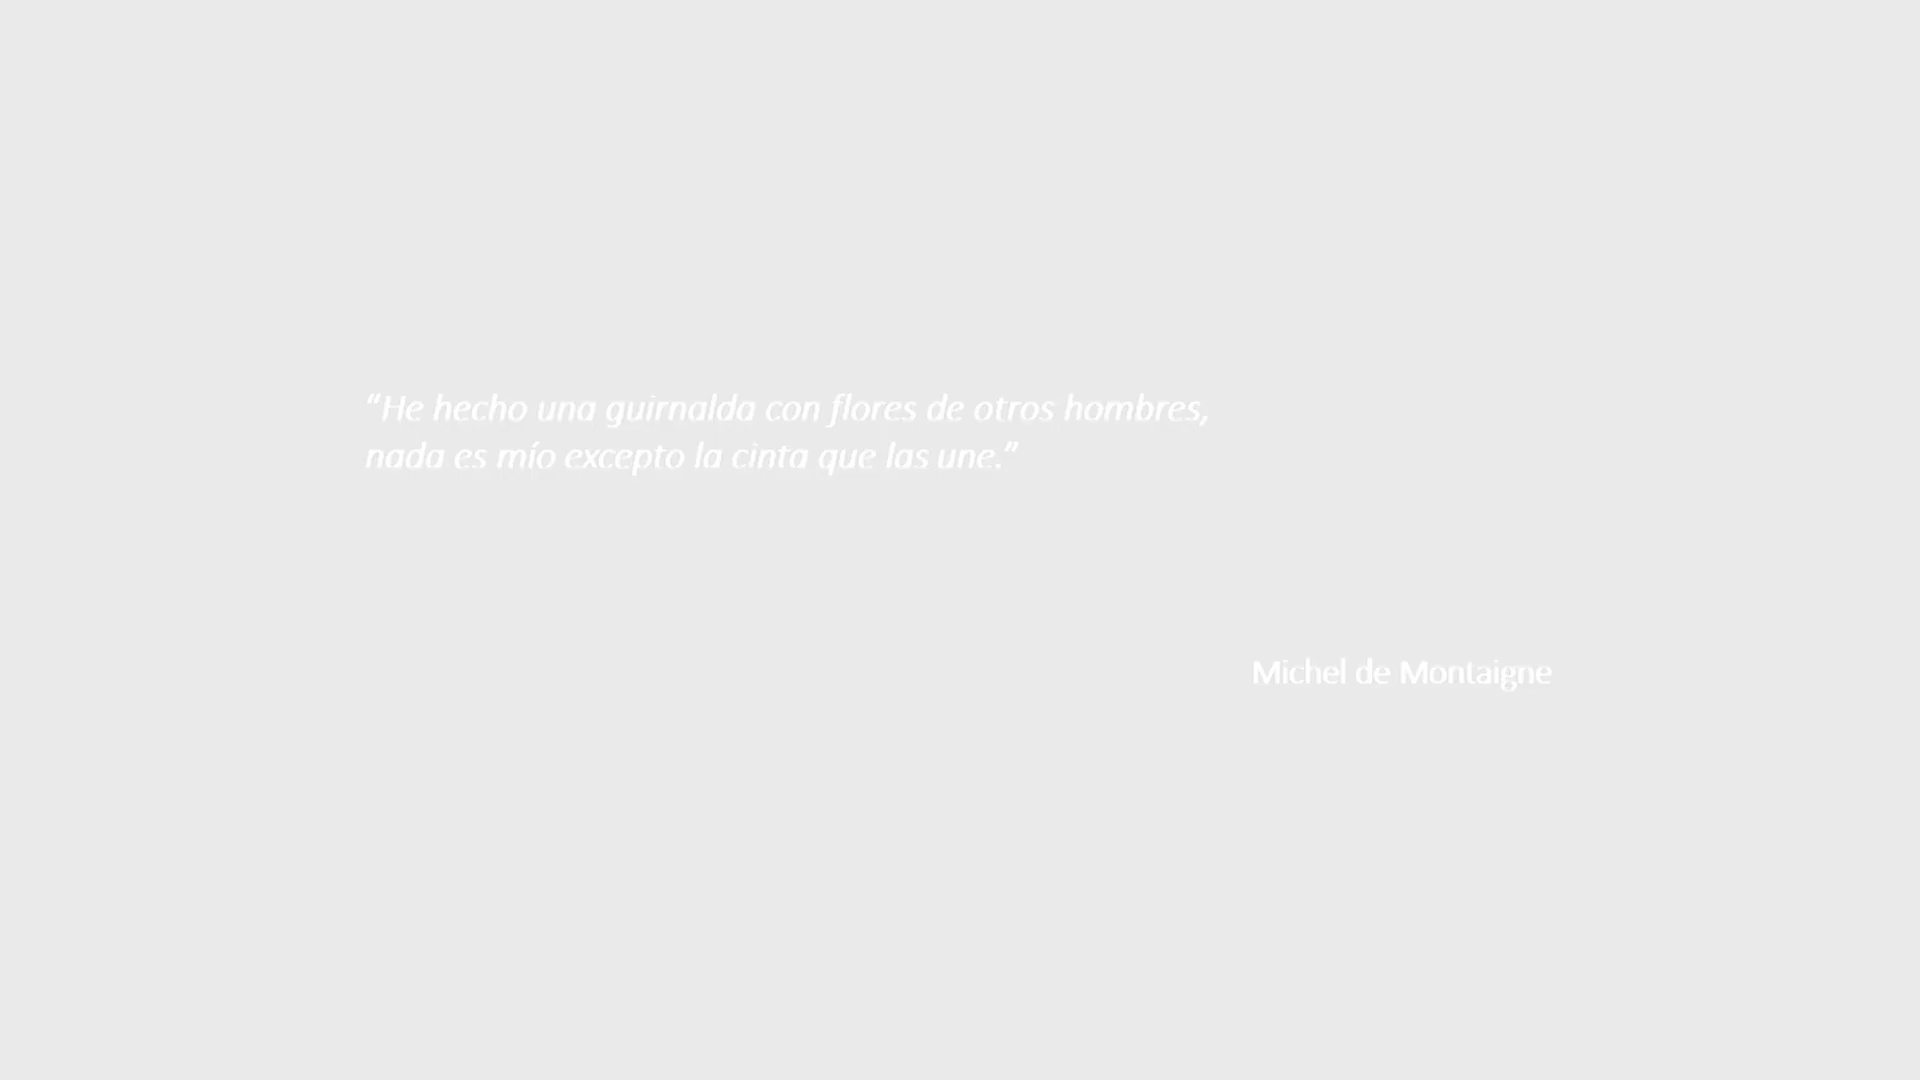 “He hecho una guirnalda con flores de otros hombres,
nada es mío excepto la cinta que las une.”
Michel de Montaigne